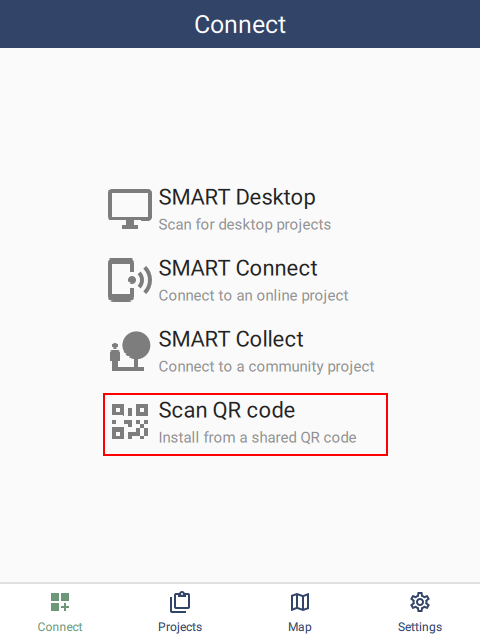 Connect
SMART Desktop
Scan for desktop projects
SMART Connect
Connect to an online project
SMART Collect
Connect to a community project
Scan QR code
Install from a shared QR code
Connect
Projects
Map
Settings